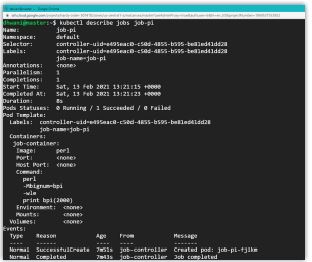 dhwani@master:~$ kubectl describe jobs job-pi
Name: job-pi
Namespace: default
Selector: controller-uid=e495eac0-c50d-4855-b595-be81ed41dd28
Labels: controller-uid=e495eac0-c50d-4855-b595-be81ed41dd28
job-name=job-pi
Annotations: <none>
Parallelism: 1
Completions: 1
Start Time: Sat, 13 Feb 2021 13:21:15 +0000
Completed At: Sat, 13 Feb 2021 13:21:23 +0000
Duration: 8s
Pods Statuses: 0 Running / 1 Succeeded / 0 Failed
Pod Template:
Labels: controller-uid=e495eac0-c50d-4855-b595-be81ed41dd28
job-name=job-pi
Containers:
job-container:
Image: perl
Port: <none>
Host Port: <none>
Command:
perl
-Mbignum=bpi
-wle
print bpi(2000)
Environment: <none>
Mounts: <none>
Volumes: <none>
Events:
Type Reason Age From Message
---- ------ ---- ---- -------
Normal SuccessfulCreate 7m51s job-controller Created pod: job-pi-fjlkm
Normal Completed 7m43s job-controller Job completed